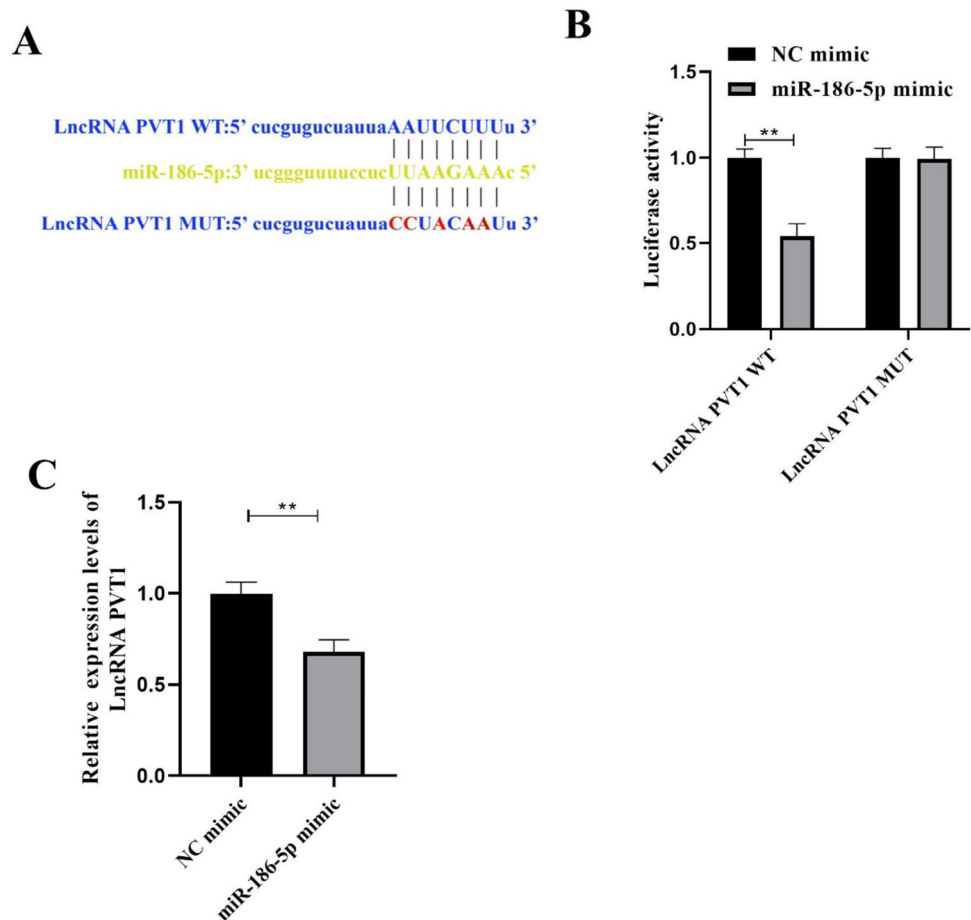 A
LncRNA PVT1 WT:5’ cucgugucuauuaAAUUCUUUu 3’
miR-186-5p:3’ ucggguuuuccucUUAAGAAAc 5’
LncRNA PVT1 MUT:5’ cucgugucuauuaCCUACAAUu 3’
B
NC mimic
miR-186-5p mimic
Luciferase activity
1.5
1.0
0.5
0.0
**
LncRNA PVT1 WT
LncRNA PVT1 MUT
C
Relative expression levels of
LncRNA PVT1
1.5
1.0
0.5
0.0
**
NC mimic
miR-186-5p mimic